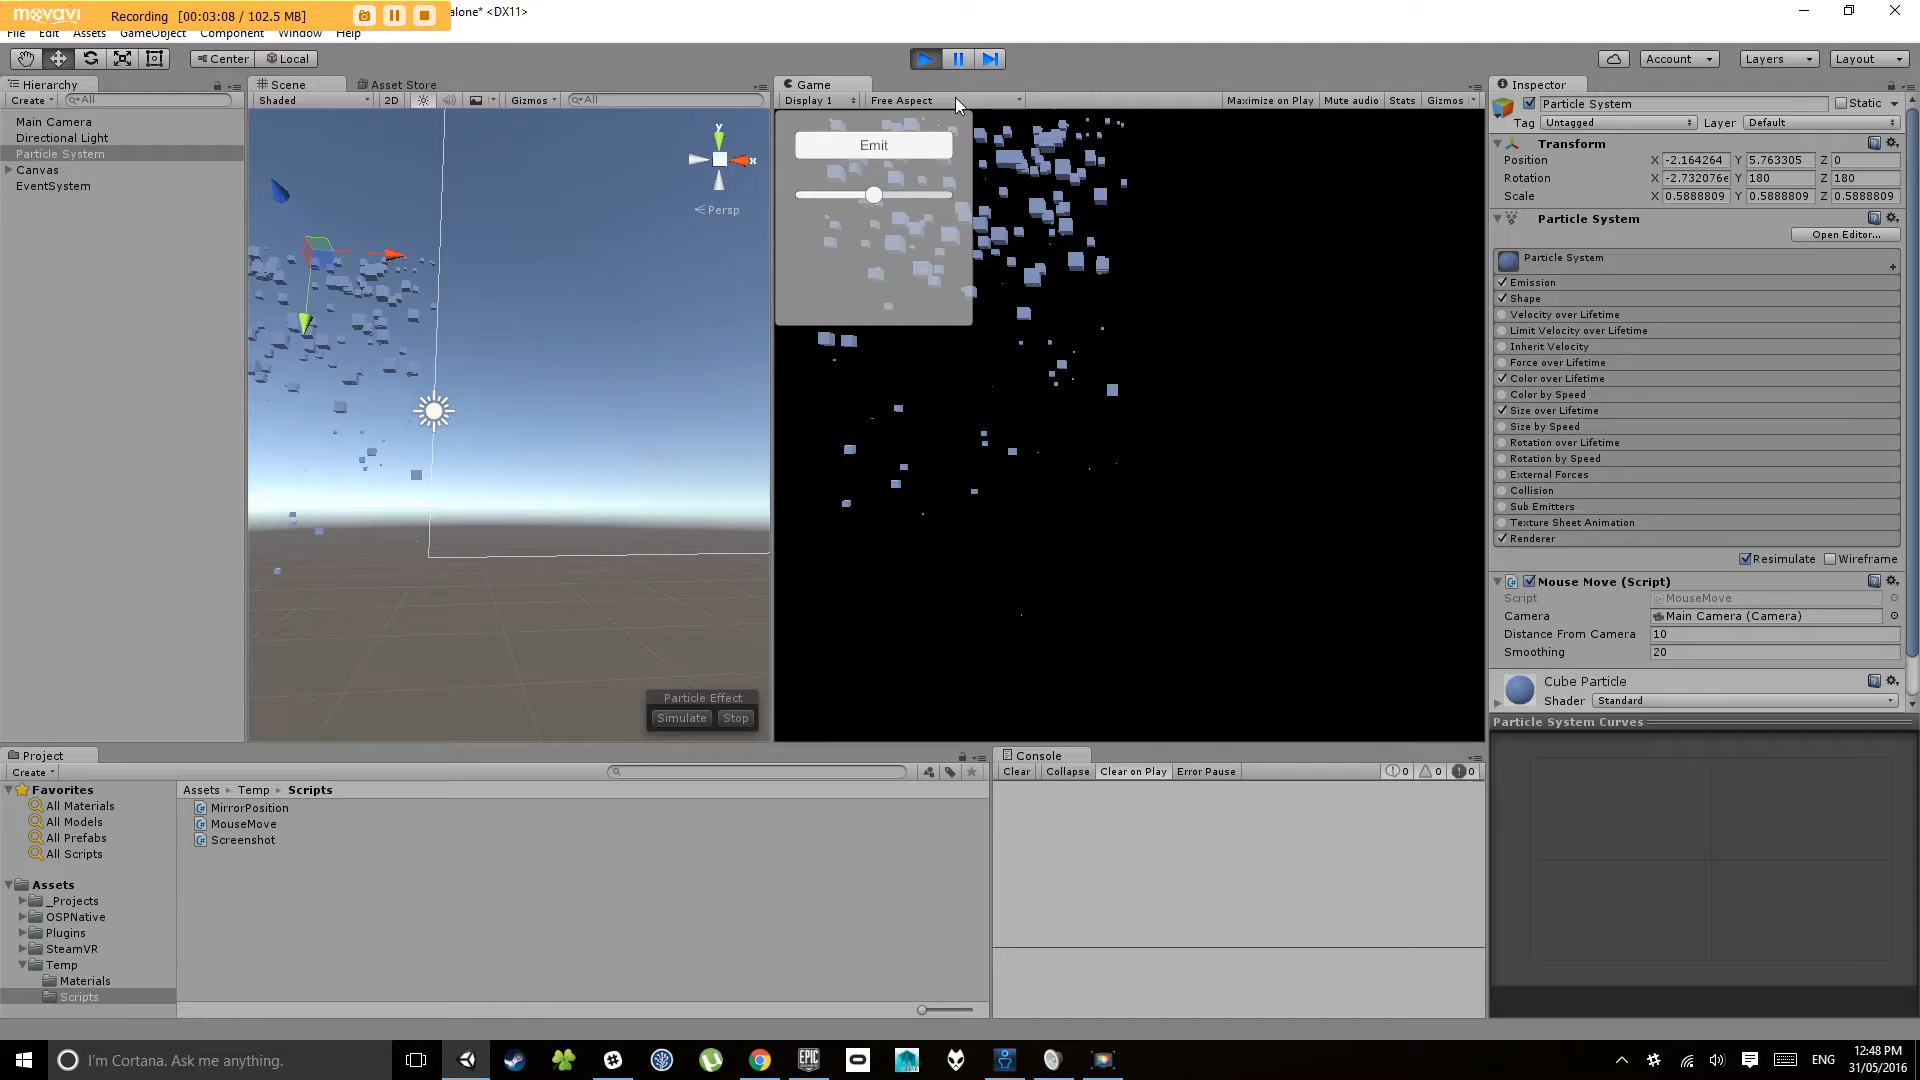 movavi Recording [00:03:08 / 102.5 MB] alone* <DX11>
File Edit Assets GameObject Component Window Help
Center Local Account Layers Layout
Hierarchy Scene Asset Store Game Inspector
Create All Shaded 2D Gizmos All Display 1 Free Aspect Maximize on Play Mute audio Stats Gizmos Particle System Static
Main Camera
Directional Light
Particle System
Canvas
EventSystem
y
x
Persp
Particle Effect
Simulate Stop
Emit
Tag Untagged Layer Default
Transform
Position X -2.164264 Y 5.763305 Z 0
Rotation X -2.732076e Y 180 Z 180
Scale X 0.5888809 Y 0.5888809 Z 0.5888809
Particle System
Open Editor...
Particle System
Emission
Shape
Velocity over Lifetime
Limit Velocity over Lifetime
Inherit Velocity
Force over Lifetime
Color over Lifetime
Color by Speed
Size over Lifetime
Size by Speed
Rotation over Lifetime
Rotation by Speed
External Forces
Collision
Sub Emitters
Texture Sheet Animation
Renderer
Resimulate Wireframe
Mouse Move (Script)
Script MouseMove
Camera Main Camera (Camera)
Distance From Camera 10
Smoothing 20
Cube Particle
Shader Standard
Particle System Curves
Project
Create
Favorites
All Materials
All Models
All Prefabs
All Scripts
Assets
_Projects
OSPNative
Plugins
SteamVR
Temp
Materials
Scripts
Assets Temp Scripts
MirrorPosition
MouseMove
Screenshot
Console
Clear Collapse Clear on Play Error Pause 0 0 0
I'm Cortana. Ask me anything.
EPIC GAMES
ENG
12:48 PM
31/05/2016